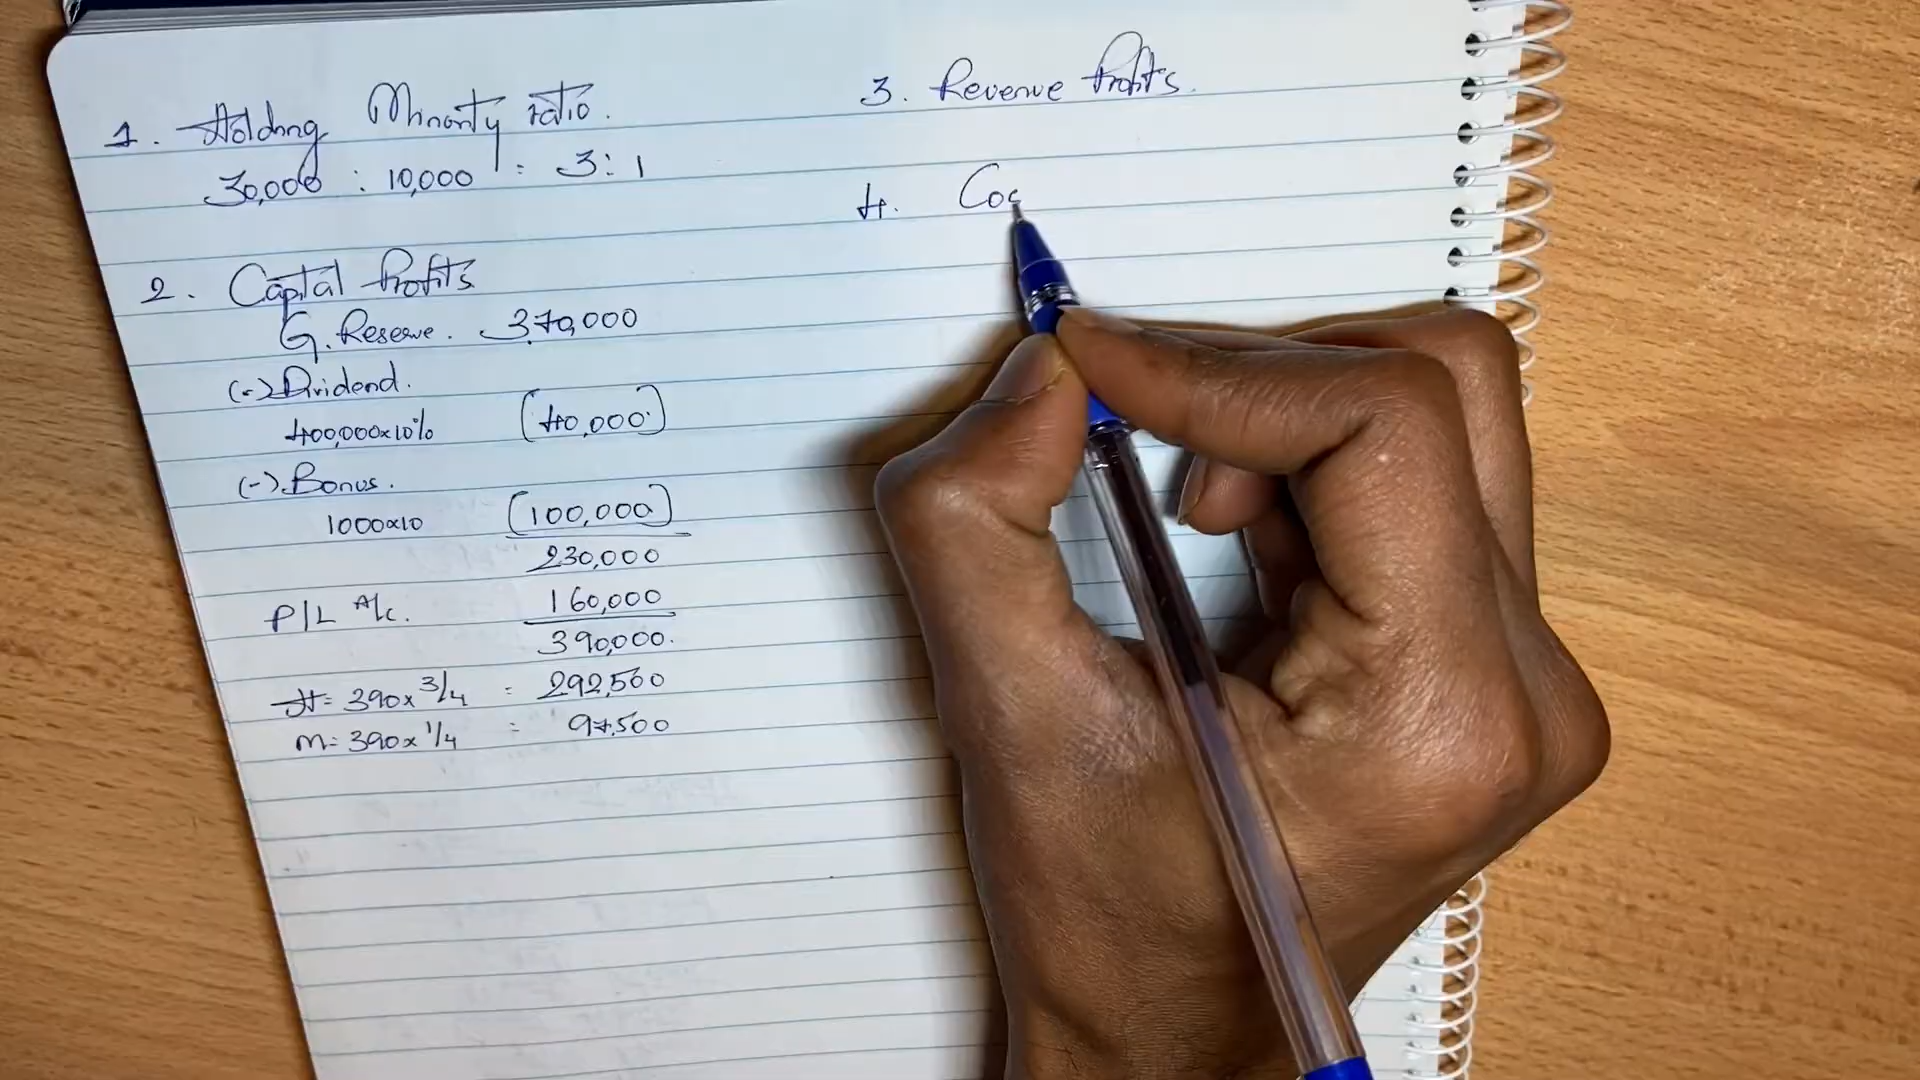 1. Holding Minority ratio.
30,000 : 10,000 = 3:1
2. Capital Profits
G. Reserve. 370,000
(-) Dividend.
400,000x10% [40,000]
(-) Bonus.
1000x10 [100,000]
230,000
P/L A/c. 160,000
390,000.
H= 390x3/4 = 292,500
m= 390x1/4 = 97,500
3. Revenue Profits.
4. Cos